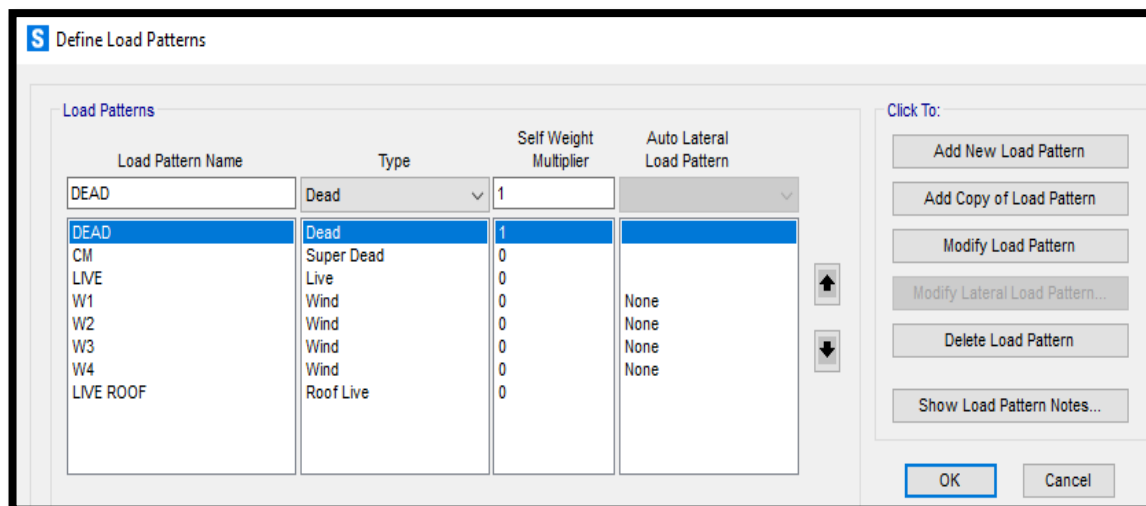 S Define Load Patterns
Load Patterns
Click To:
Load Pattern Name Type Self Weight Multiplier Auto Lateral Load Pattern
DEAD Dead 1
DEAD Dead 1
CM Super Dead 0
LIVE Live 0
W1 Wind 0 None
W2 Wind 0 None
W3 Wind 0 None
W4 Wind 0 None
LIVE ROOF Roof Live 0
Add New Load Pattern
Add Copy of Load Pattern
Modify Load Pattern
Modify Lateral Load Pattern...
Delete Load Pattern
Show Load Pattern Notes...
OK Cancel